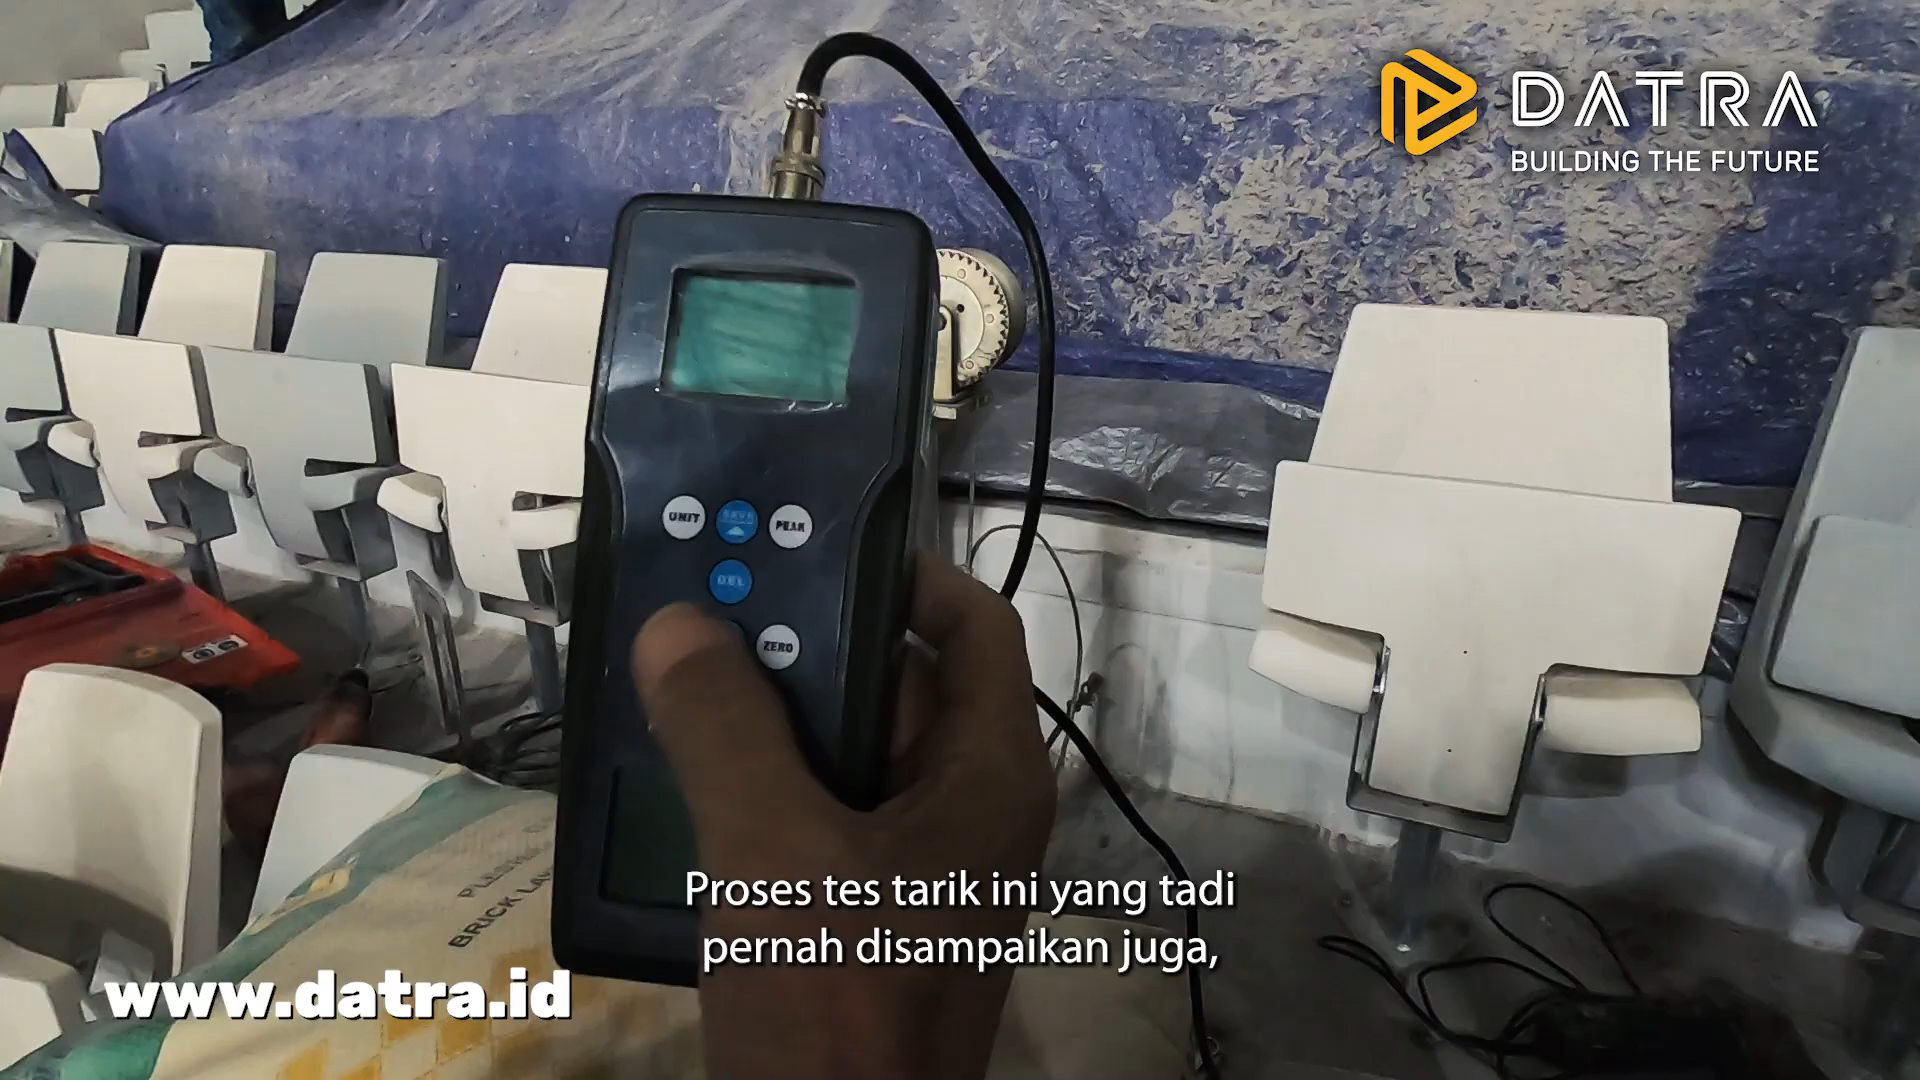 DATRA
BUILDING THE FUTURE
UNIT
SAVE
PEAK
DEL
ZERO
BRICK
Proses tes tarik ini yang tadi
pernah disampaikan juga,
www.datra.id